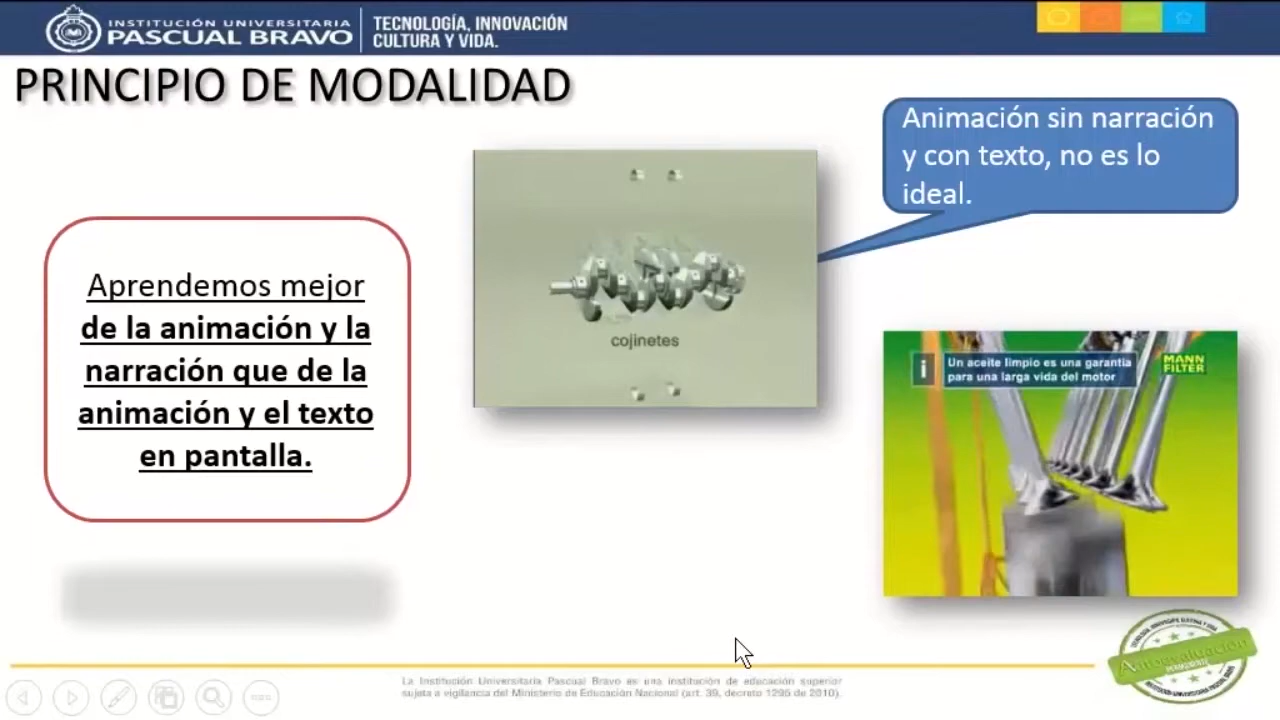 INSTITUCIÓN UNIVERSITARIA
PASCUAL BRAVO
TECNOLOGÍA, INNOVACIÓN
CULTURA Y VIDA.
PRINCIPIO DE MODALIDAD
Animación sin narración
y con texto, no es lo
ideal.
Aprendemos mejor
de la animación y la
narración que de la
animación y el texto
en pantalla.
cojinetes
i Un aceite limpio es una garantía
para una larga vida del motor
MANN
FILTER
Autoevaluación
La Institución Universitaria Pascual Bravo es una institución de educación superior
sujeta a vigilancia del Ministerio de Educación Nacional (art. 39, decreto 1295 de 2010).